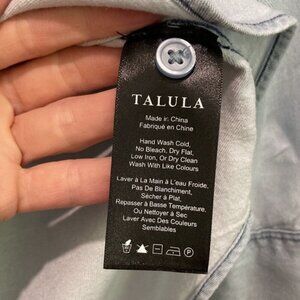 TALULA
Made in: China
Fabriqué en Chine
Hand Wash Cold,
No Bleach, Dry Flat,
Low Iron, Or Dry Clean
Wash With Like Colours
Laver à La Main à L'eau Froide,
Pas De Blanchiment,
Sécher à Plat,
Repasser à Basse Température,
Ou Nettoyer à Sec
Laver Avec Des Couleurs
Semblables
P